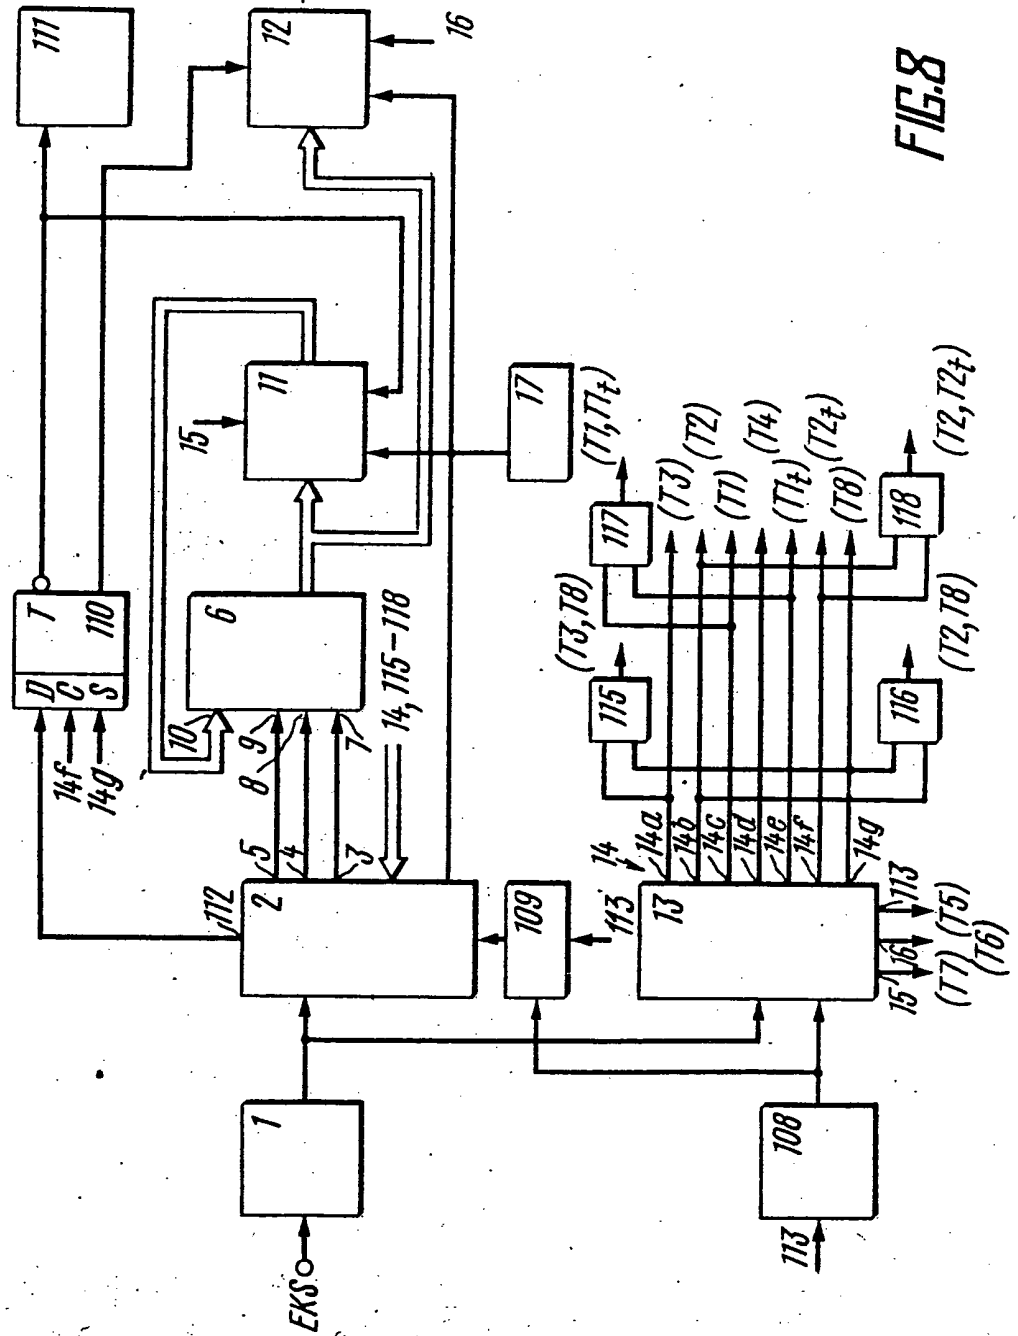 111
12
16
T
D
C
S
110
14f
14g
10
9
8
7
15
11
6
17
14, 115-118
112
5
4
3
2
109
113
1
EKS
108
113
13
14
14a
14b
14c
14d
14e
14f
14g
113
16
15
(T5)
(T6)
(T7)
115
(T3, T8)
116
(T2, T8)
117
(T1, T1t)
118
(T2, T2t)
(T3)
(T2)
(T1)
(T4)
(T1t)
(T2t)
(T8)
FIG.8